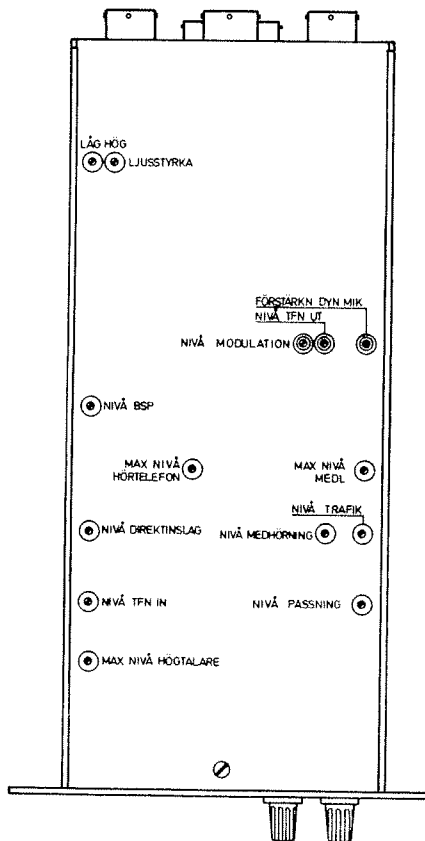 LÅG HÖG
LJUSSTYRKA
FÖRSTÄRKN DYN MIK
NIVÅ TFN UT
NIVÅ MODULATION
NIVÅ BSP
MAX NIVÅ
HÖRTELEFON
MAX NIVÅ
MEDL
NIVÅ TRAFIK
NIVÅ DIREKTINSLAG
NIVÅ MEDHÖRNING
NIVÅ TFN IN
NIVÅ PASSNING
MAX NIVÅ HÖGTALARE